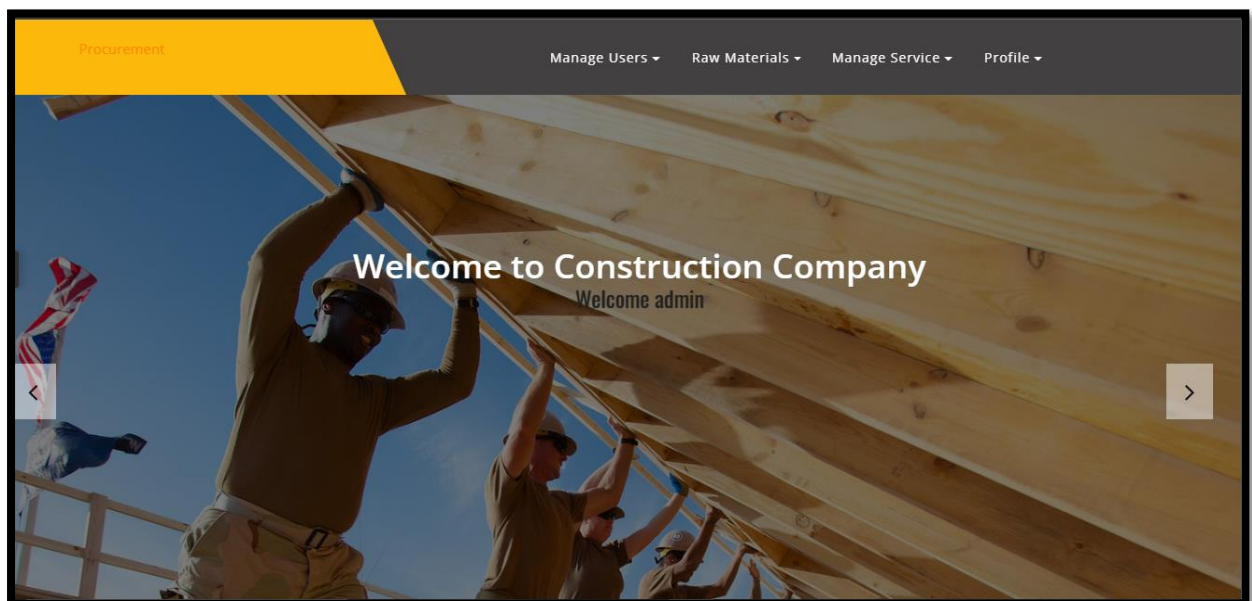 Procurement
Manage Users Raw Materials Manage Service Profile
Welcome to Construction Company
Welcome admin